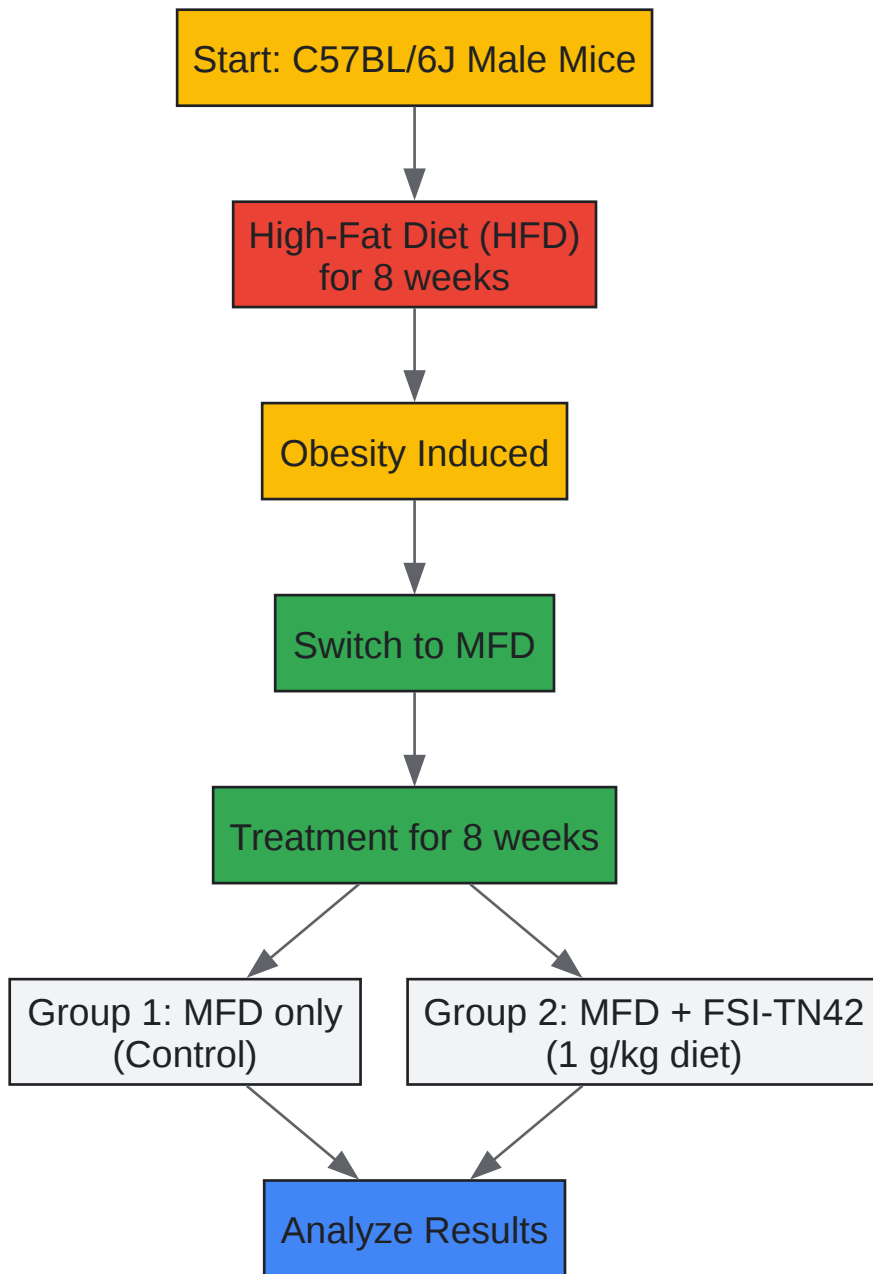 Start: C57BL/6J Male Mice
High-Fat Diet (HFD)
for 8 weeks
Obesity Induced
Switch to MFD
Treatment for 8 weeks
Group 1: MFD only
(Control)
Group 2: MFD + FSI-TN42
(1 g/kg diet)
Analyze Results